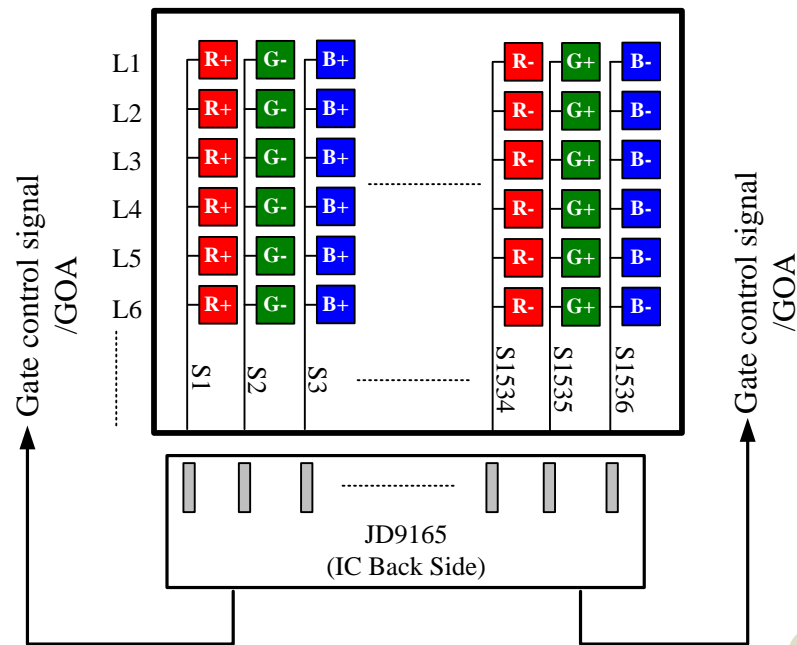 L1 R+ G- B+ R- G+ B-
L2 R+ G- B+ R- G+ B-
L3 R+ G- B+ R- G+ B-
L4 R+ G- B+ R- G+ B-
L5 R+ G- B+ R- G+ B-
L6 R+ G- B+ R- G+ B-
S1 S2 S3 S1534 S1535 S1536
Gate control signal
/GOA
Gate control signal
/GOA
JD9165
(IC Back Side)